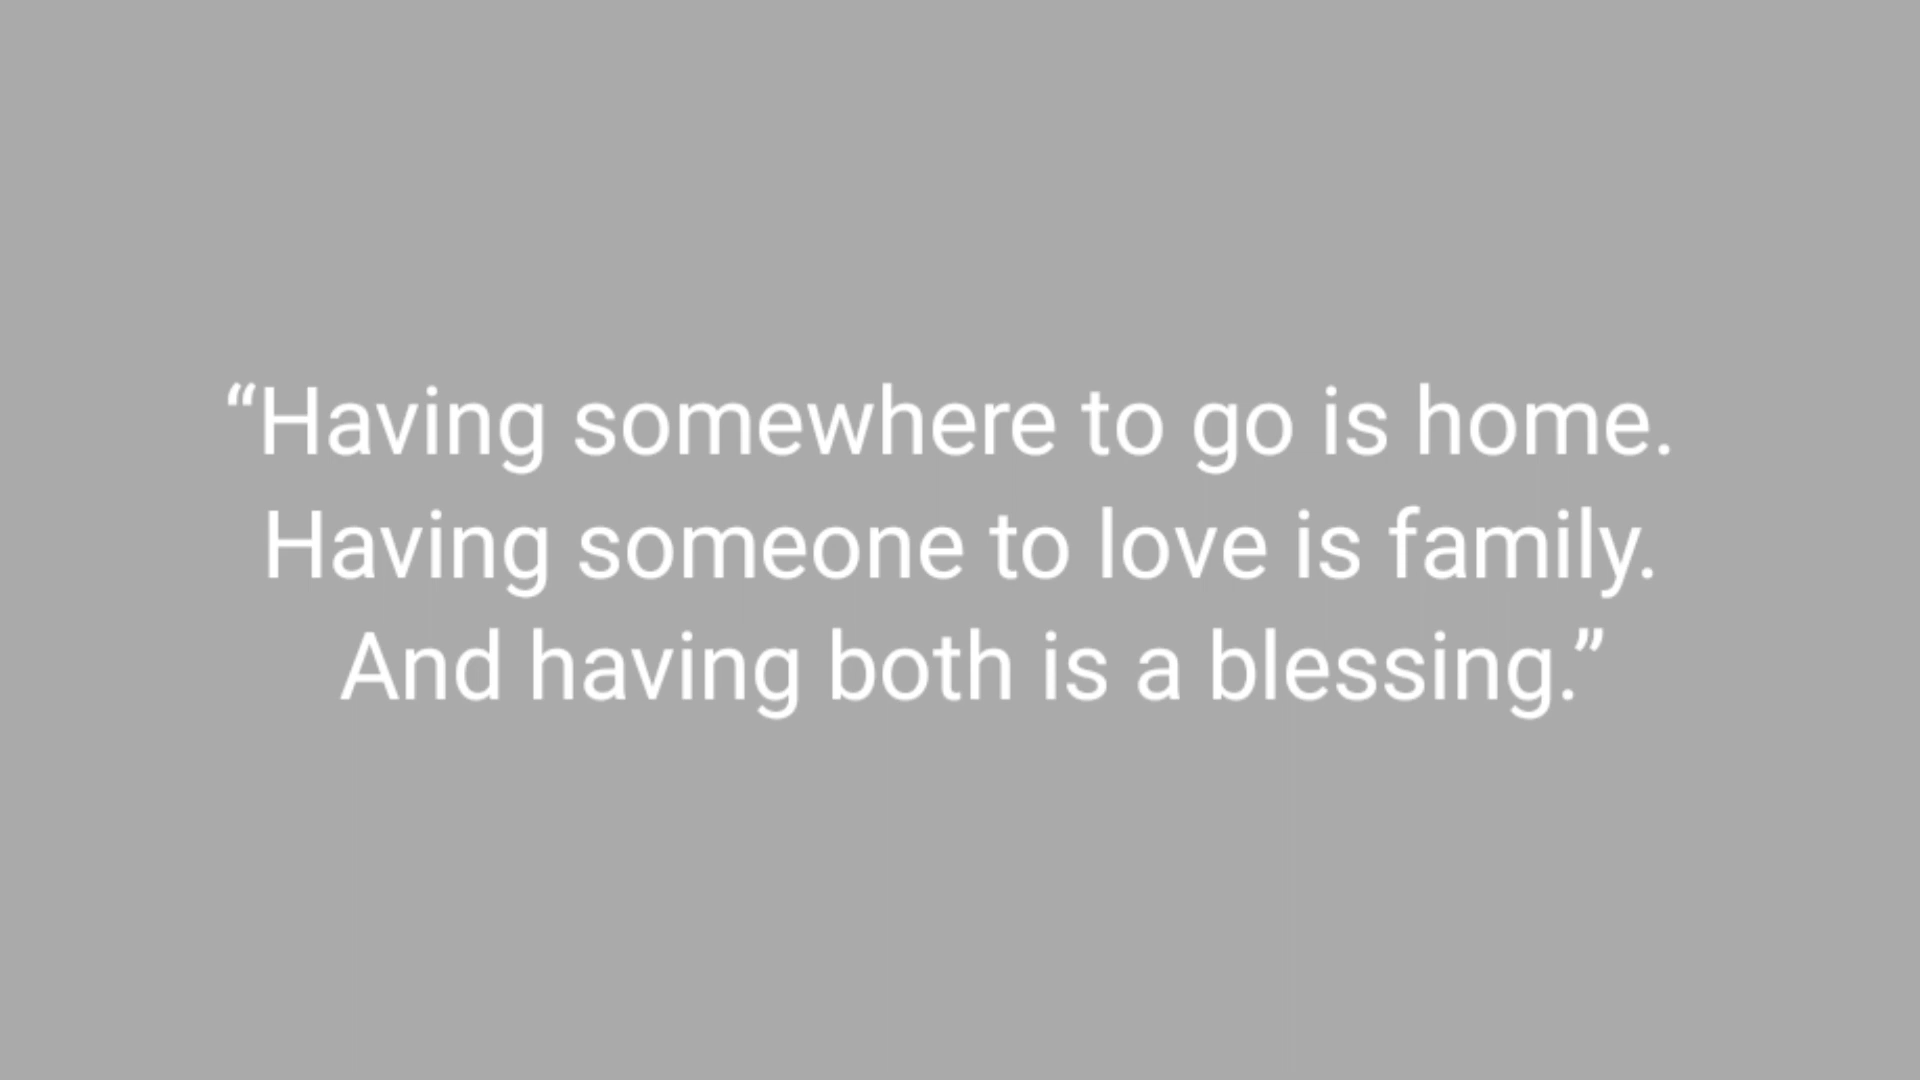 “Having somewhere to go is home.
Having someone to love is family.
And having both is a blessing.”